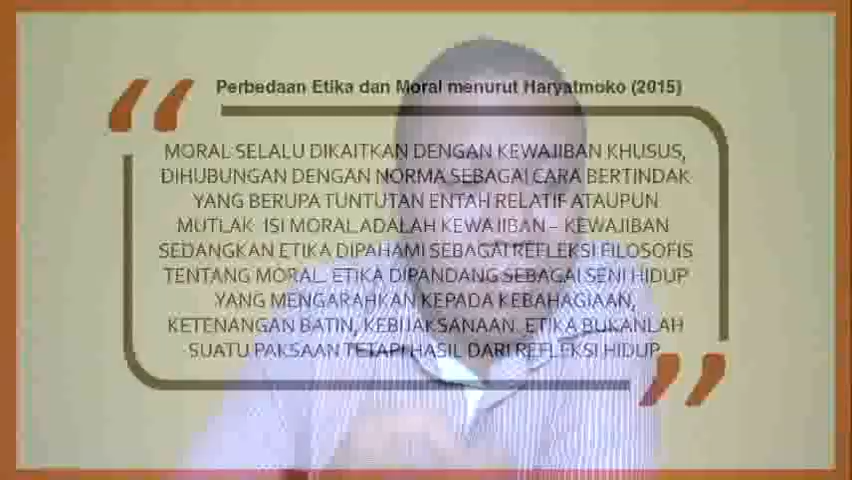 Perbedaan Etika dan Moral menurut Haryatmoko (2015)
MORAL SELALU DIKAITKAN DENGAN KEWAJIBAN KHUSUS,
DIHUBUNGAN DENGAN NORMA SEBAGAI CARA BERTINDAK
YANG BERUPA TUNTUTAN ENTAH RELATIF ATAUPUN
MUTLAK. ISI MORAL ADALAH KEWAJIBAN – KEWAJIBAN
SEDANGKAN ETIKA DIPAHAMI SEBAGAI REFLEKSI FILOSOFIS
TENTANG MORAL. ETIKA DIPANDANG SEBAGAI SENI HIDUP
YANG MENGARAHKAN KEPADA KEBAHAGIAAN,
KETENANGAN BATIN, KEBIJAKSANAAN. ETIKA BUKANLAH
SUATU PAKSAAN TETAPI HASIL DARI REFLEKSI HIDUP.